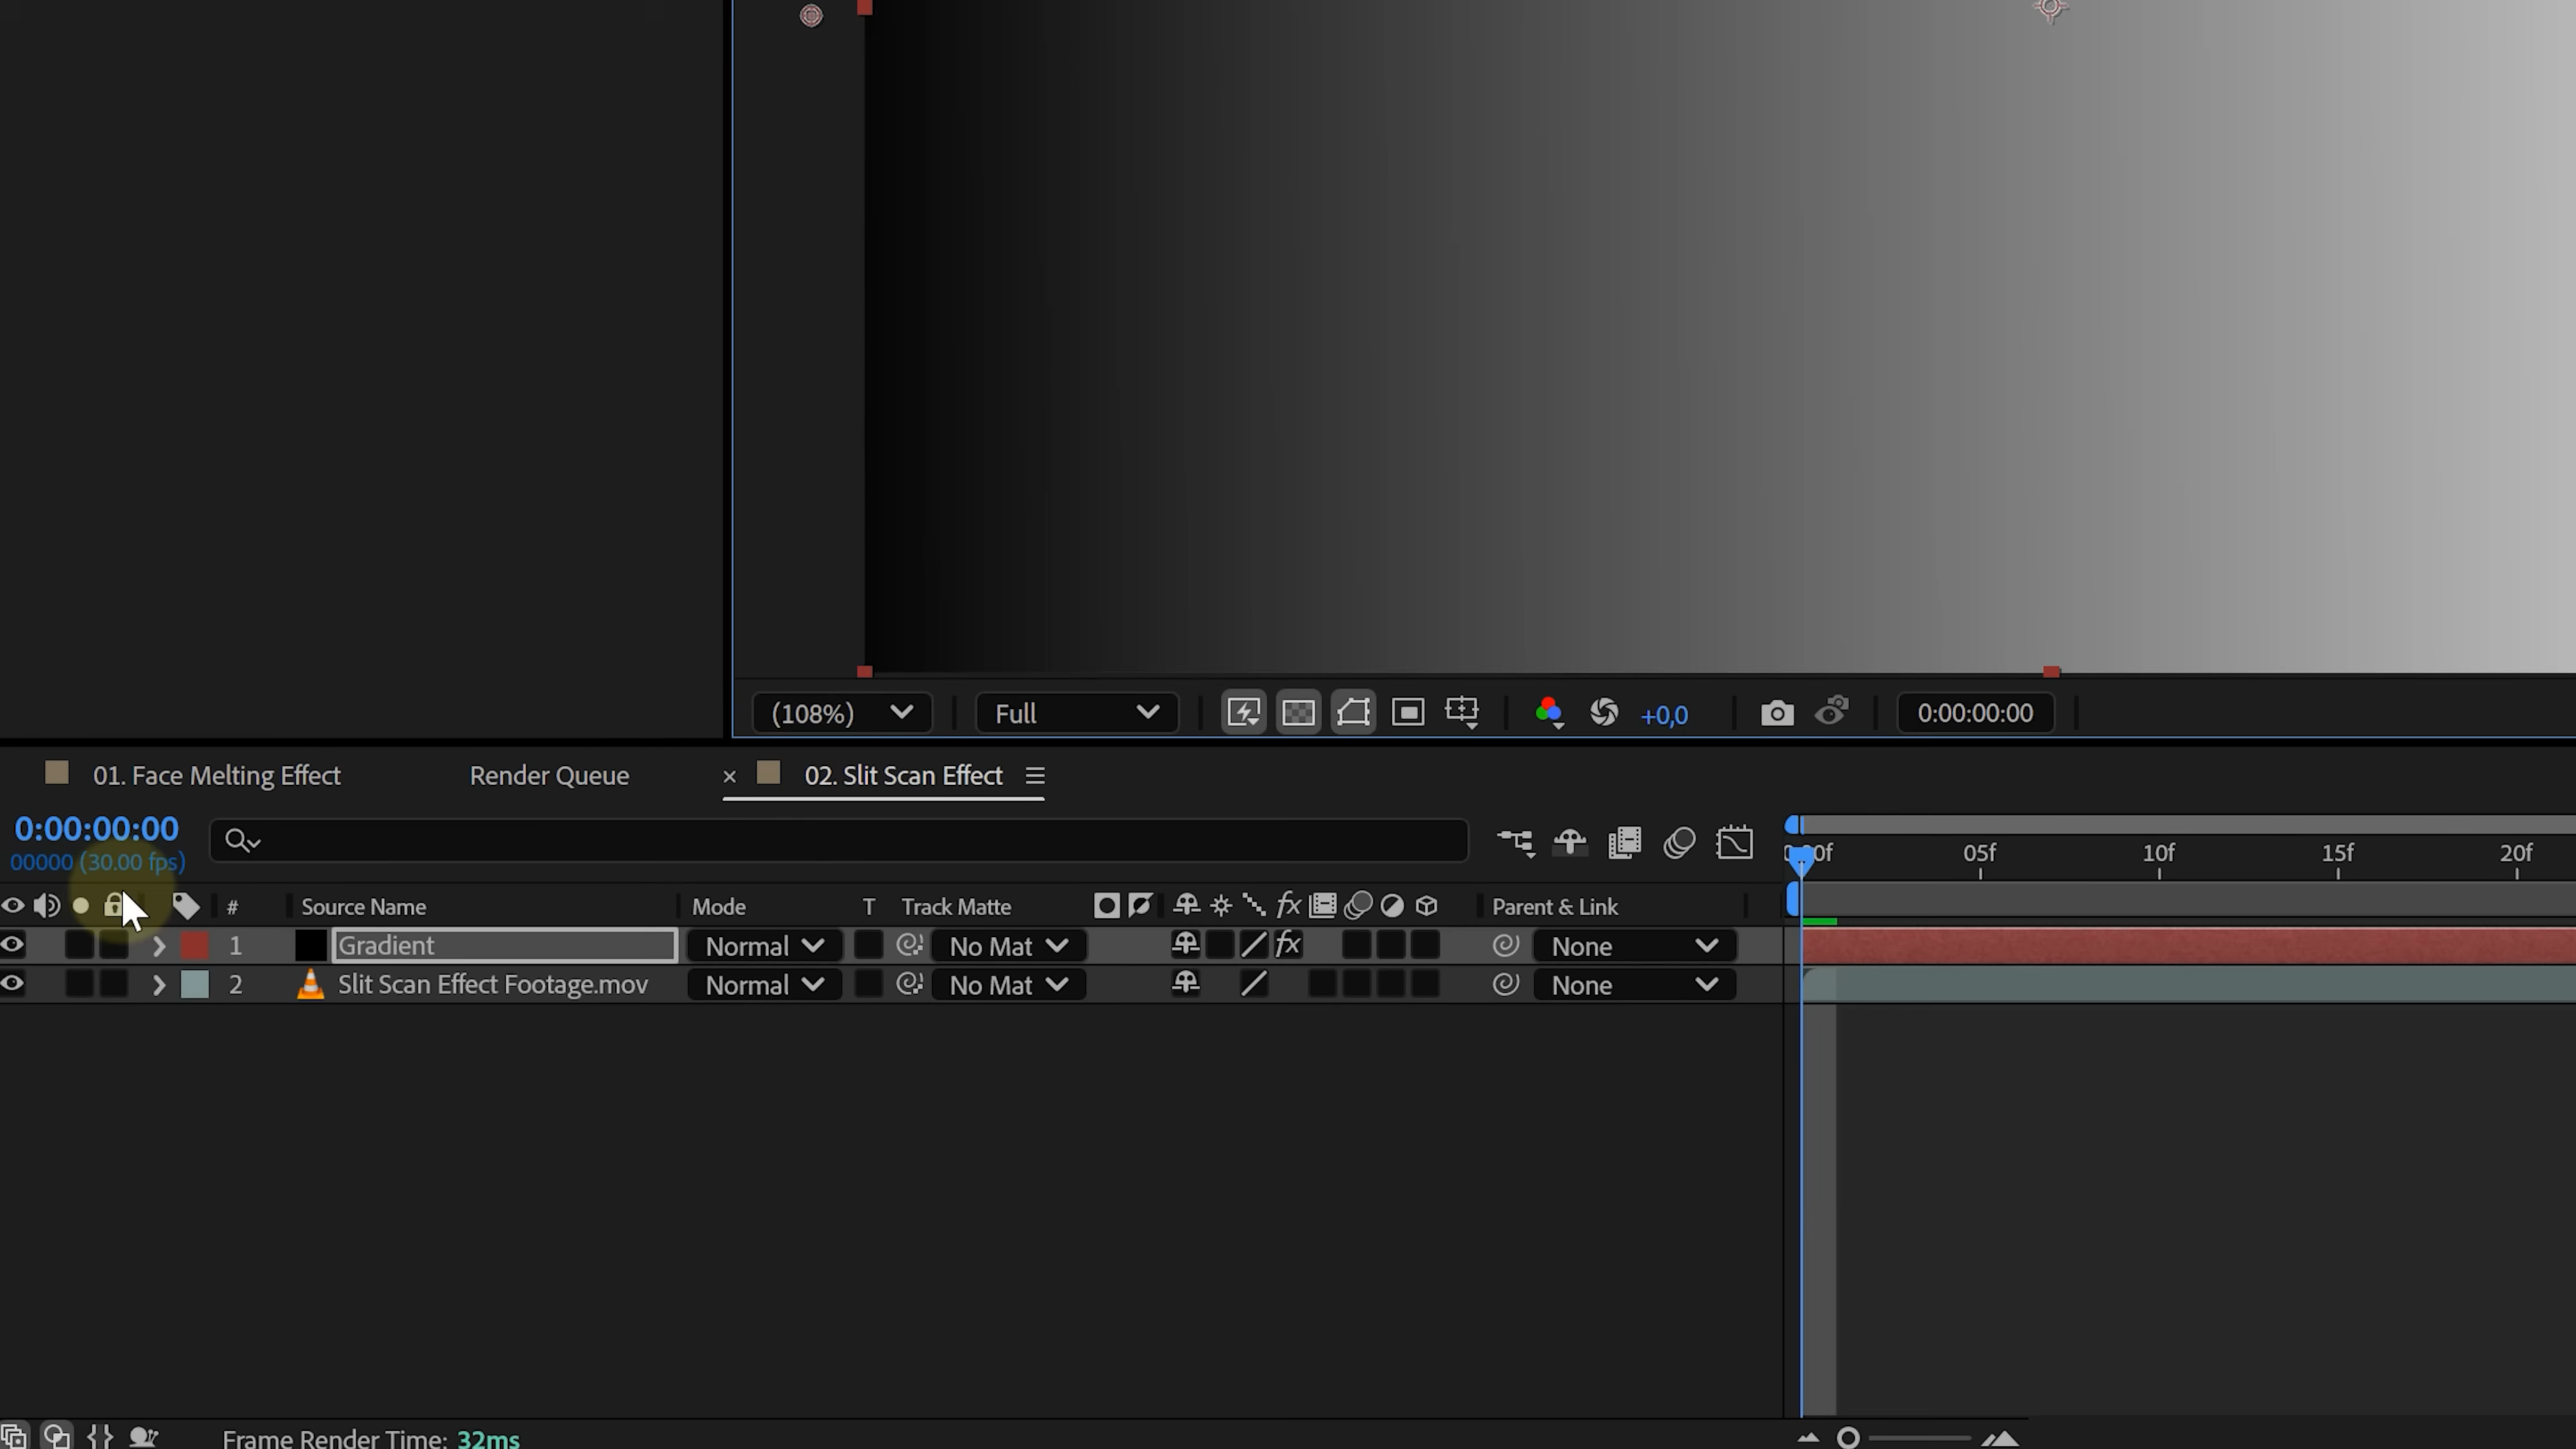 (108%) Full +0,0 0:00:00:00
01. Face Melting Effect Render Queue × 02. Slit Scan Effect
0:00:00:00
00000 (30.00 fps)
05f 10f 15f 20f
# Source Name Mode T Track Matte fx Parent & Link
1 Gradient Normal No Mat fx None
2 Slit Scan Effect Footage.mov Normal No Mat None
Frame Render Time: 32ms